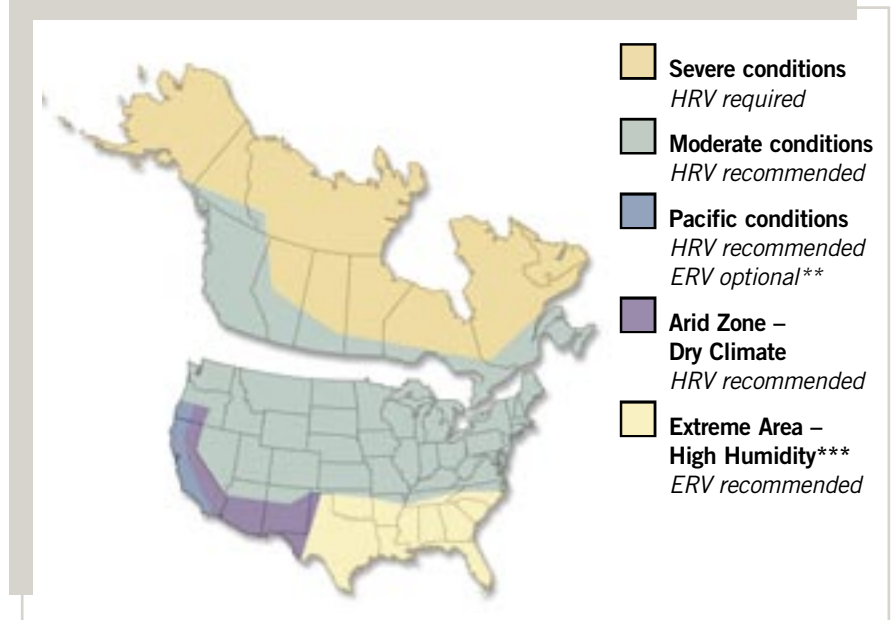 Severe conditions
HRV required
Moderate conditions
HRV recommended
Pacific conditions
HRV recommended
ERV optional**
Arid Zone –
Dry Climate
HRV recommended
Extreme Area –
High Humidity***
ERV recommended